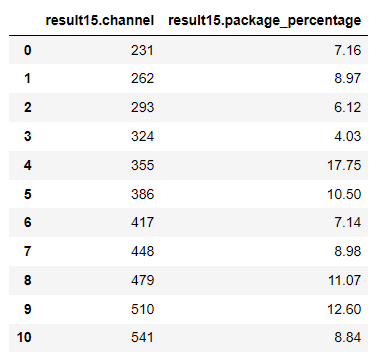 result15.channel result15.package_percentage
0 231 7.16
1 262 8.97
2 293 6.12
3 324 4.03
4 355 17.75
5 386 10.50
6 417 7.14
7 448 8.98
8 479 11.07
9 510 12.60
10 541 8.84